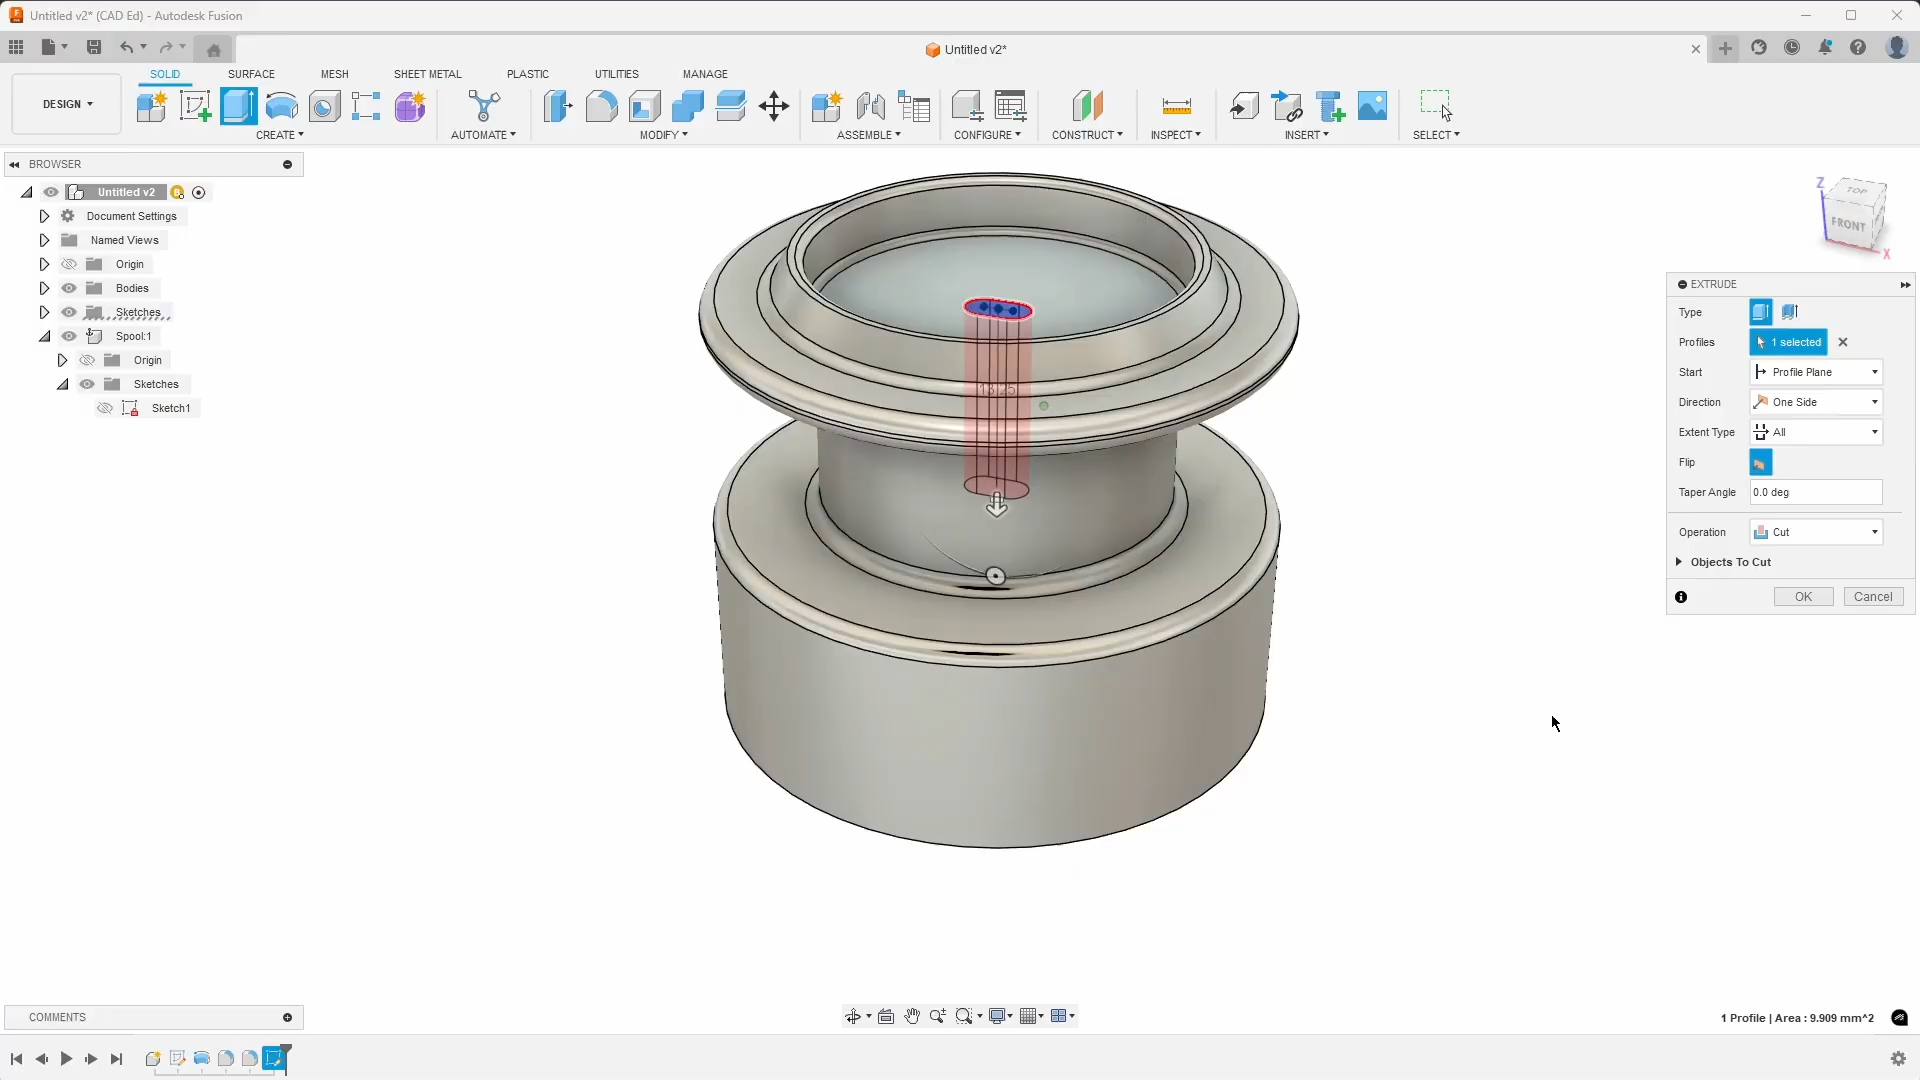 Untitled v2* (CAD Ed) - Autodesk Fusion
Untitled v2*
SOLID SURFACE MESH SHEET METAL PLASTIC UTILITIES MANAGE
DESIGN
CREATE AUTOMATE MODIFY ASSEMBLE CONFIGURE CONSTRUCT INSPECT INSERT SELECT
BROWSER
Untitled v2
Document Settings
Named Views
Origin
Bodies
Sketches
Spool:1
Origin
Sketches
Sketch1
13.25
Z
TOP
FRONT
X
EXTRUDE
Type
Profiles 1 selected
Start Profile Plane
Direction One Side
Extent Type All
Flip
Taper Angle 0.0 deg
Operation Cut
Objects To Cut
OK Cancel
COMMENTS
1 Profile | Area : 9.909 mm^2